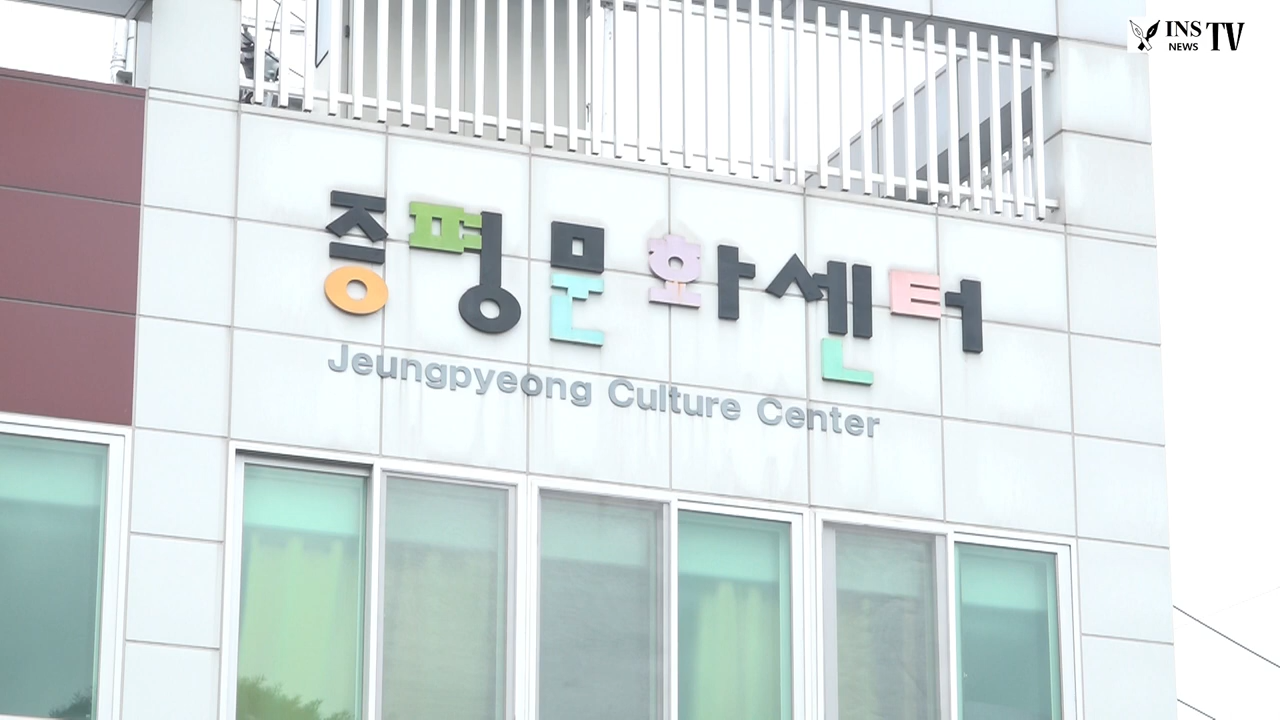 INS TV
NEWS
증평문화센터
Jeungpyeong Culture Center